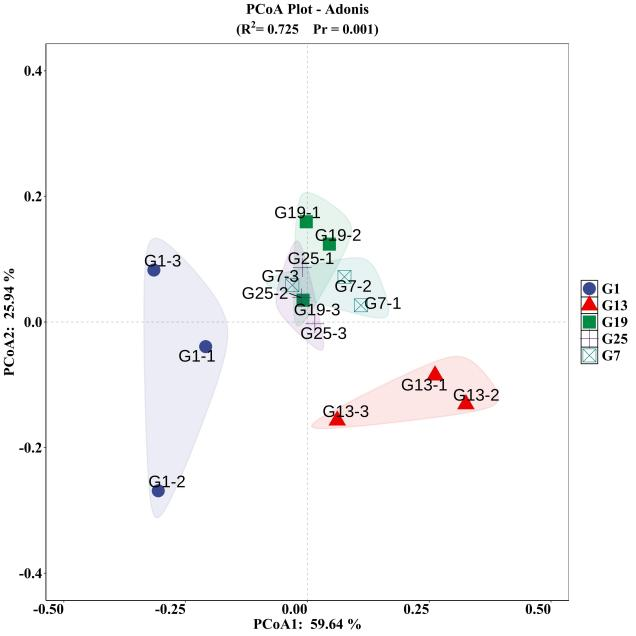 PCoA Plot - Adonis
(R²= 0.725 Pr = 0.001)
0.4
0.2
0.0
-0.2
-0.4
PCoA2: 25.94 %
G19-1
G19-2
G25-1
G1-3
G7-3
G7-2
G25-2
G7-1
G19-3
G25-3
G1-1
G13-1
G13-2
G13-3
G1-2
G1
G13
G19
G25
G7
-0.50
-0.25
0.00
0.25
0.50
PCoA1: 59.64 %